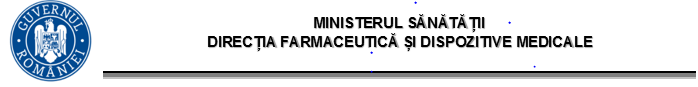 GUVERNUL
ROMÂNIEI
MINISTERUL SĂNĂTĂȚII
DIRECȚIA FARMACEUTICĂ ȘI DISPOZITIVE MEDICALE